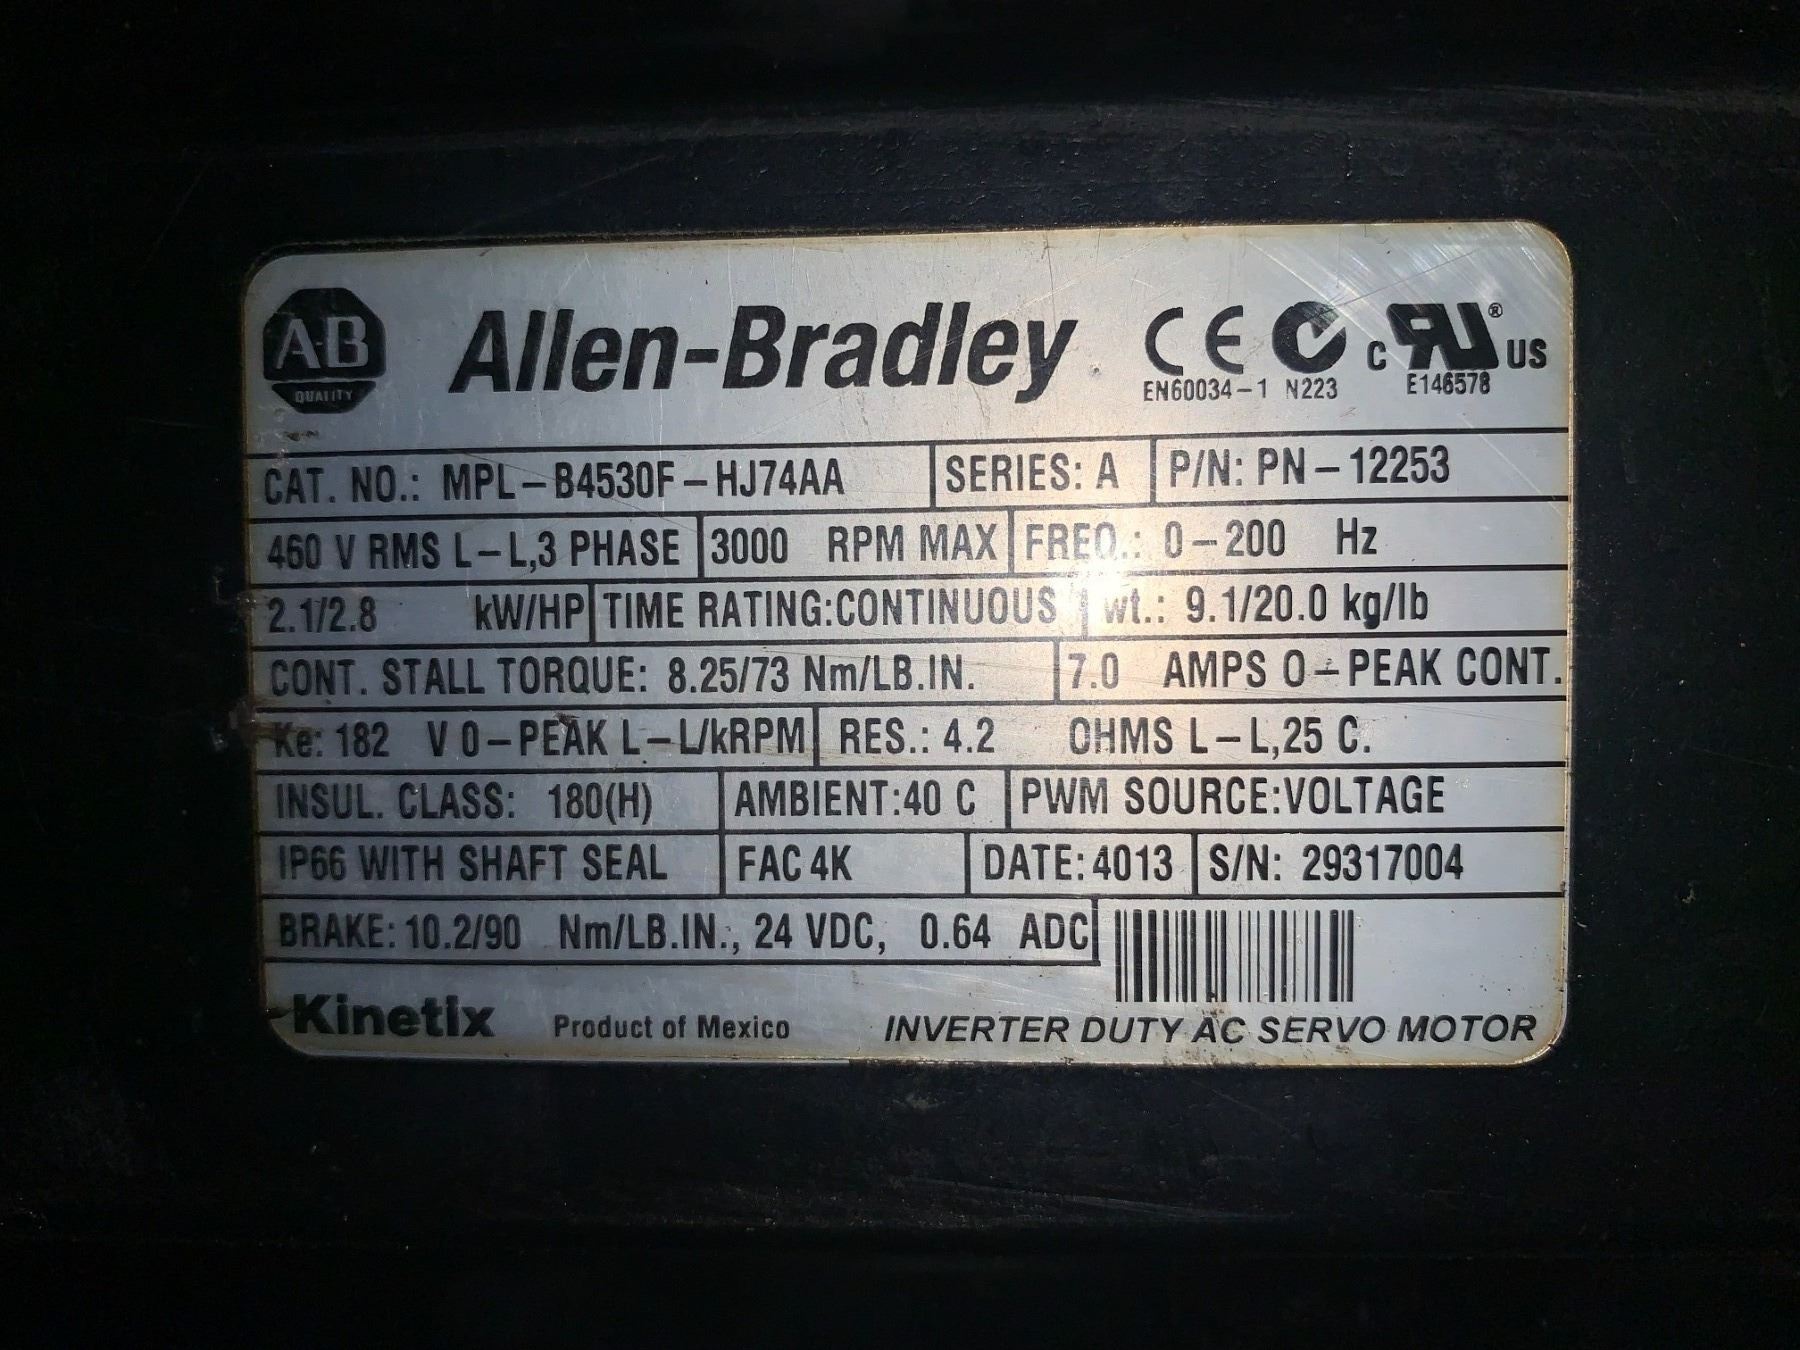 A-B QUALITY Allen-Bradley CE C cRUus®
EN60034-1 N223 E146578
CAT. NO.: MPL-B4530F-HJ74AA SERIES: A P/N: PN-12253
460 V RMS L-L,3 PHASE 3000 RPM MAX FREQ.: 0-200 Hz
2.1/2.8 kW/HP TIME RATING:CONTINUOUS wt.: 9.1/20.0 kg/lb
CONT. STALL TORQUE: 8.25/73 Nm/LB.IN. 7.0 AMPS O-PEAK CONT.
Ke: 182 V 0-PEAK L-L/kRPM RES.: 4.2 OHMS L-L,25 C.
INSUL. CLASS: 180(H) AMBIENT:40 C PWM SOURCE:VOLTAGE
IP66 WITH SHAFT SEAL FAC 4K DATE: 4013 S/N: 29317004
BRAKE: 10.2/90 Nm/LB.IN., 24 VDC, 0.64 ADC
Kinetix Product of Mexico INVERTER DUTY AC SERVO MOTOR